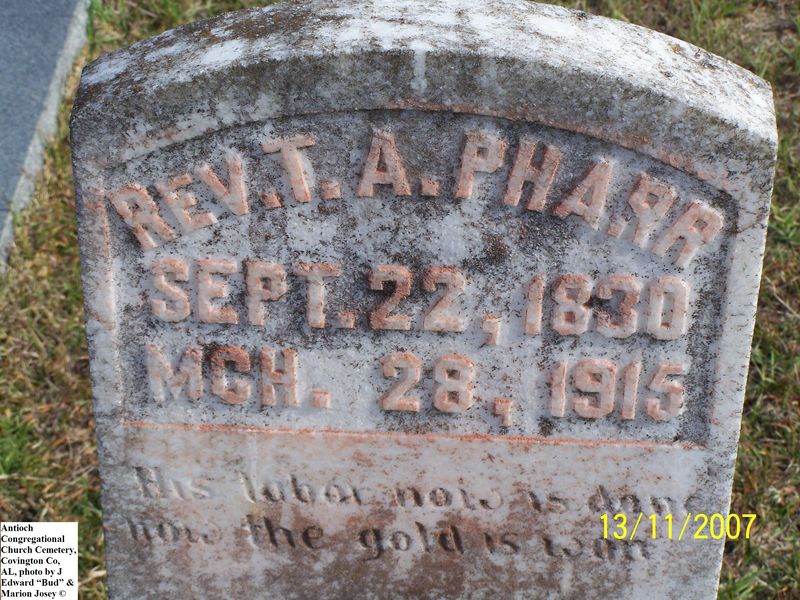 REV. T. A. PHARR
SEPT. 22, 1830
MCH. 28, 1915
His labor now is done
now the gold is won
13/11/2007
Antioch
Congregational
Church Cemetery,
Covington Co,
AL, photo by J
Edward “Bud” &
Marion Josey ©